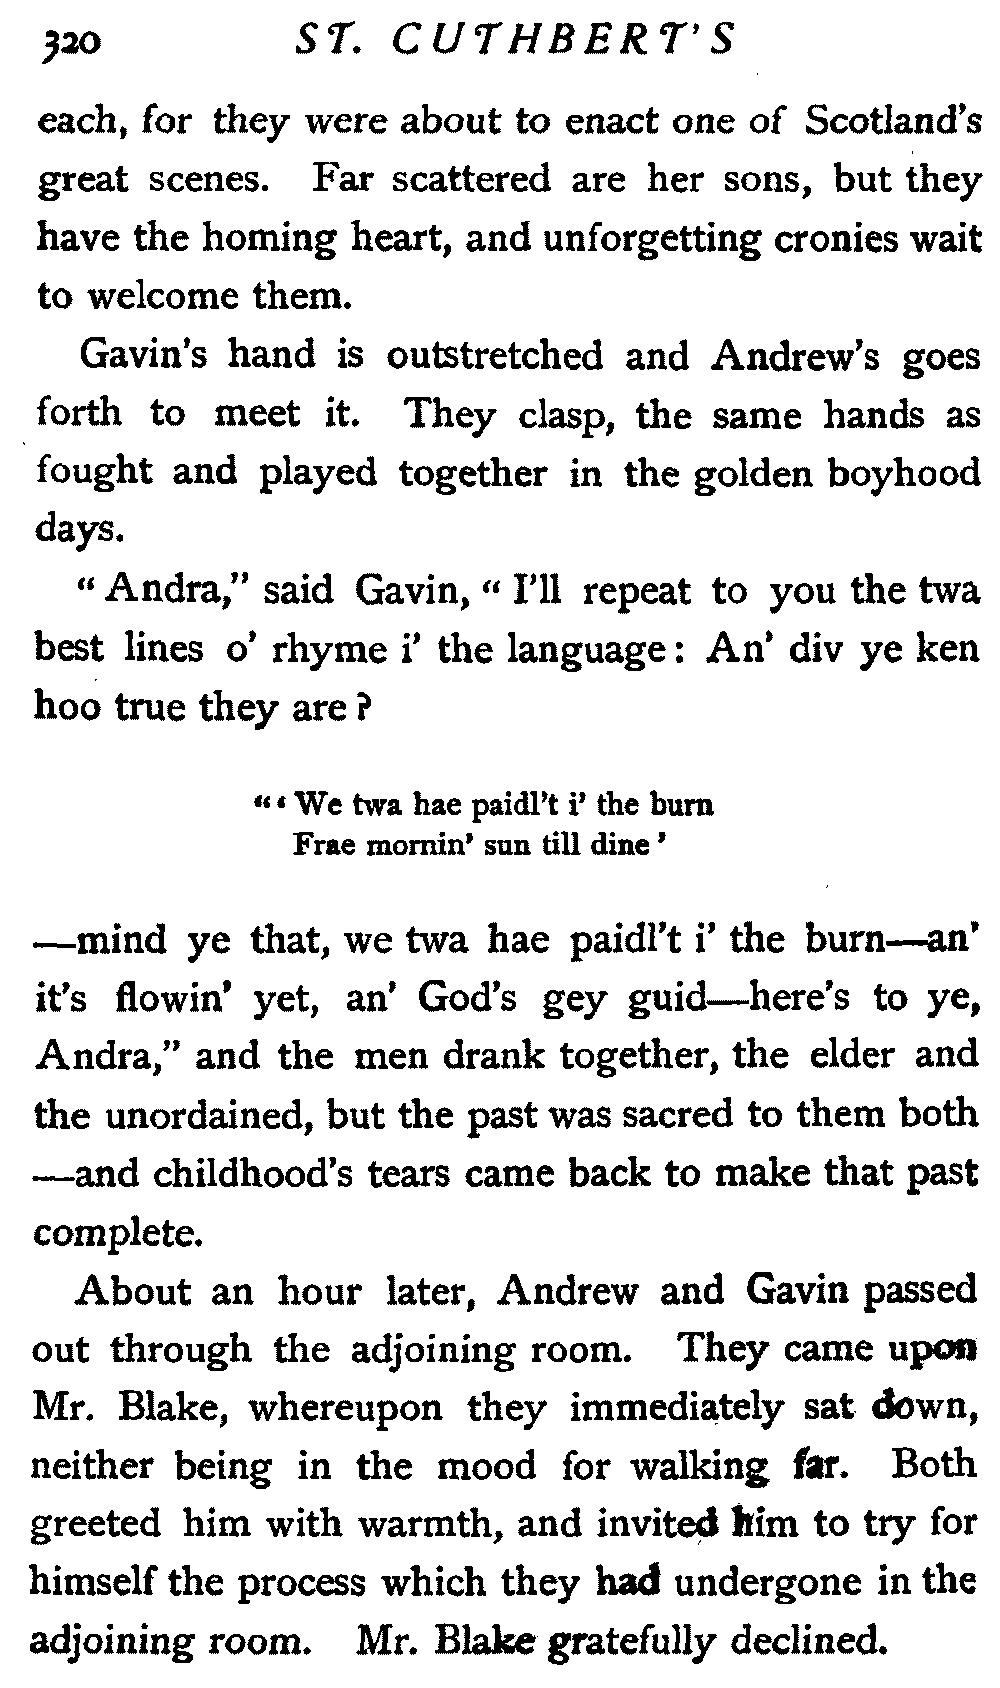 320 ST. CUTHBERT'S
each, for they were about to enact one of Scotland's
great scenes. Far scattered are her sons, but they
have the homing heart, and unforgetting cronies wait
to welcome them.
Gavin's hand is outstretched and Andrew's goes
forth to meet it. They clasp, the same hands as
fought and played together in the golden boyhood
days.
“ Andra,” said Gavin, “ I'll repeat to you the twa
best lines o' rhyme i' the language : An' div ye ken
hoo true they are ?
“ ‘ We twa hae paidl't i' the burn
Frae mornin' sun till dine ’
—mind ye that, we twa hae paidl't i' the burn—an'
it's flowin' yet, an' God's gey guid—here's to ye,
Andra,” and the men drank together, the elder and
the unordained, but the past was sacred to them both
—and childhood's tears came back to make that past
complete.
About an hour later, Andrew and Gavin passed
out through the adjoining room. They came upon
Mr. Blake, whereupon they immediately sat down,
neither being in the mood for walking far. Both
greeted him with warmth, and invited him to try for
himself the process which they had undergone in the
adjoining room. Mr. Blake gratefully declined.